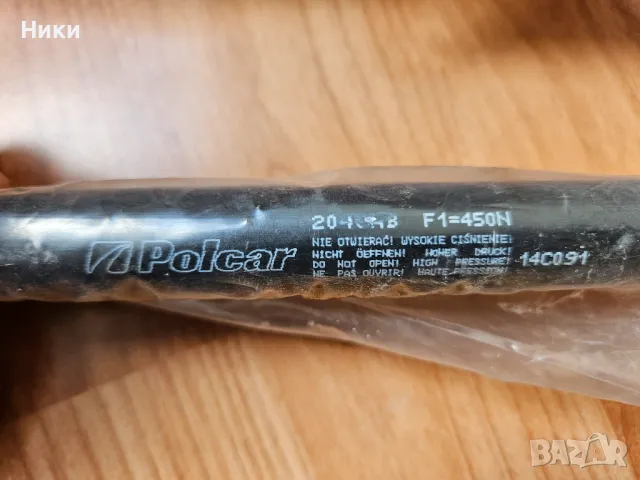 Ники
F1=450N
Polcar
NIE OTWIERAĆ! WYSOKIE CIŚNIENIE!
NICHT ÖEFFNEN! HOHER DRUCK!
DO NOT OPEN! HIGH PRESSURE!
NE PAS OUVRIR! HAUTE PRESSION!
14C091
BAZAR